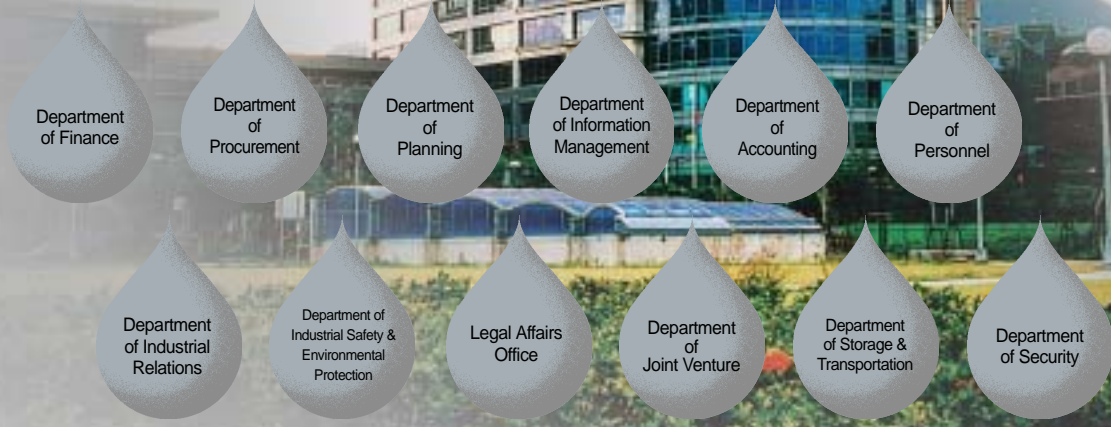 Department
of Finance
Department
of
Procurement
Department
of
Planning
Department
of Information
Management
Department
of
Accounting
Department
of
Personnel
Department
of Industrial
Relations
Department of
Industrial Safety &
Environmental
Protection
Legal Affairs
Office
Department
of
Joint Venture
Department
of Storage &
Transportation
Department
of Security